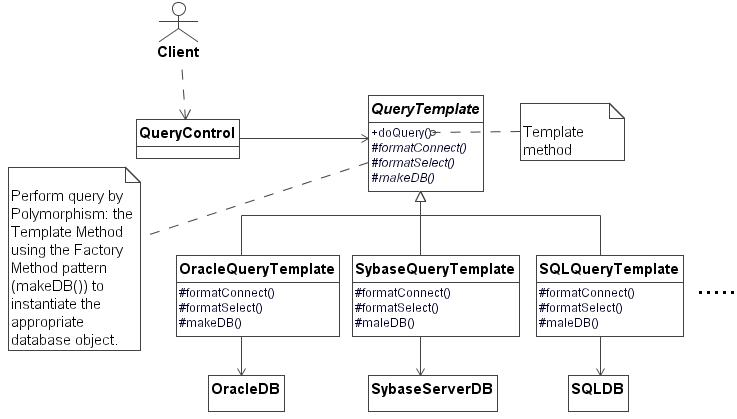 Client
QueryControl
QueryTemplate
+doQuery()
#formatConnect()
#formatSelect()
#makeDB()
Template
method
Perform query by
Polymorphism: the
Template Method
using the Factory
Method pattern
(makeDB()) to
instantiate the
appropriate
database object.
OracleQueryTemplate
#formatConnect()
#formatSelect()
#makeDB()
SybaseQueryTemplate
#formatConnect()
#formatSelect()
#maleDB()
SQLQueryTemplate
#formatConnect()
#formatSelect()
#maleDB()
.....
OracleDB
SybaseServerDB
SQLDB